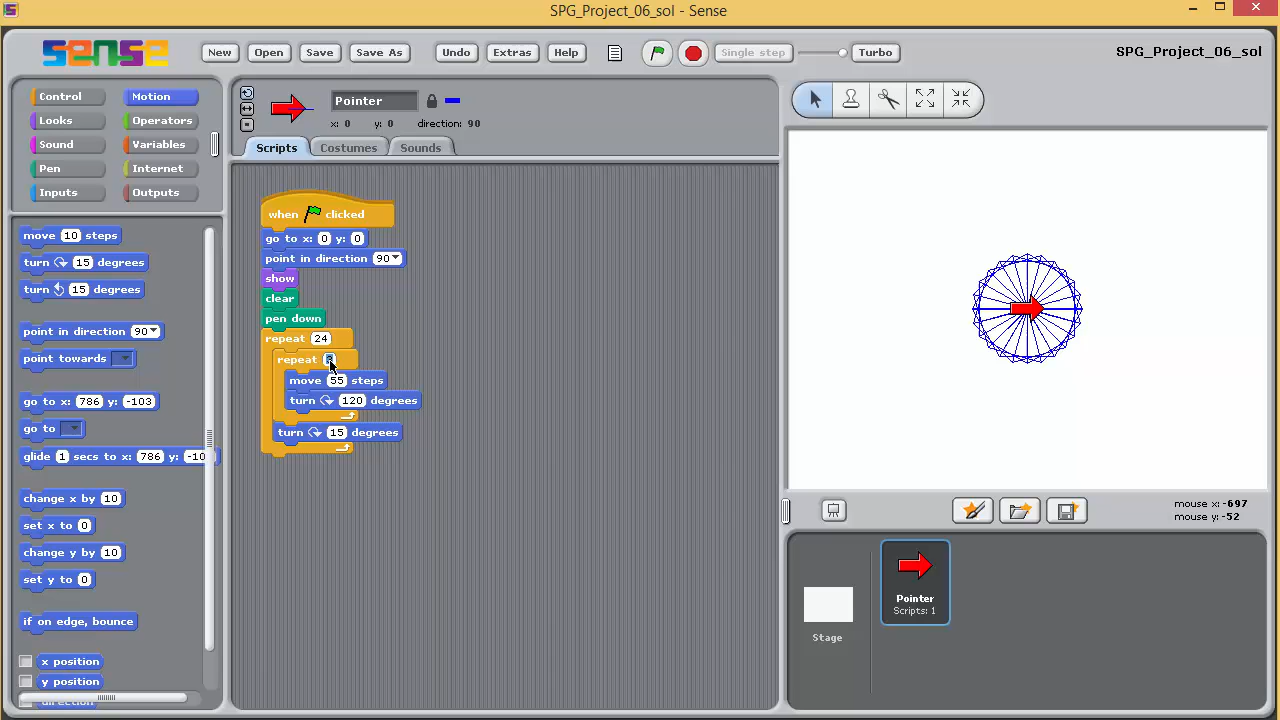 SPG_Project_06_sol - Sense
sense New Open Save Save As Undo Extras Help Single step Turbo SPG_Project_06_sol
Control Motion
Looks Operators
Sound Variables
Pen Internet
Inputs Outputs
Pointer
x: 0 y: 0 direction: 90
Scripts Costumes Sounds
move 10 steps
turn 15 degrees
turn 15 degrees
point in direction 90
point towards
go to x: 786 y: -103
go to
glide 1 secs to x: 786 y: -10
change x by 10
set x to 0
change y by 10
set y to 0
if on edge, bounce
x position
y position
direction
when clicked
go to x: 0 y: 0
point in direction 90
show
clear
pen down
repeat 24
repeat
move 55 steps
turn 120 degrees
turn 15 degrees
mouse x: -697
mouse y: -52
Stage
Pointer
Scripts: 1